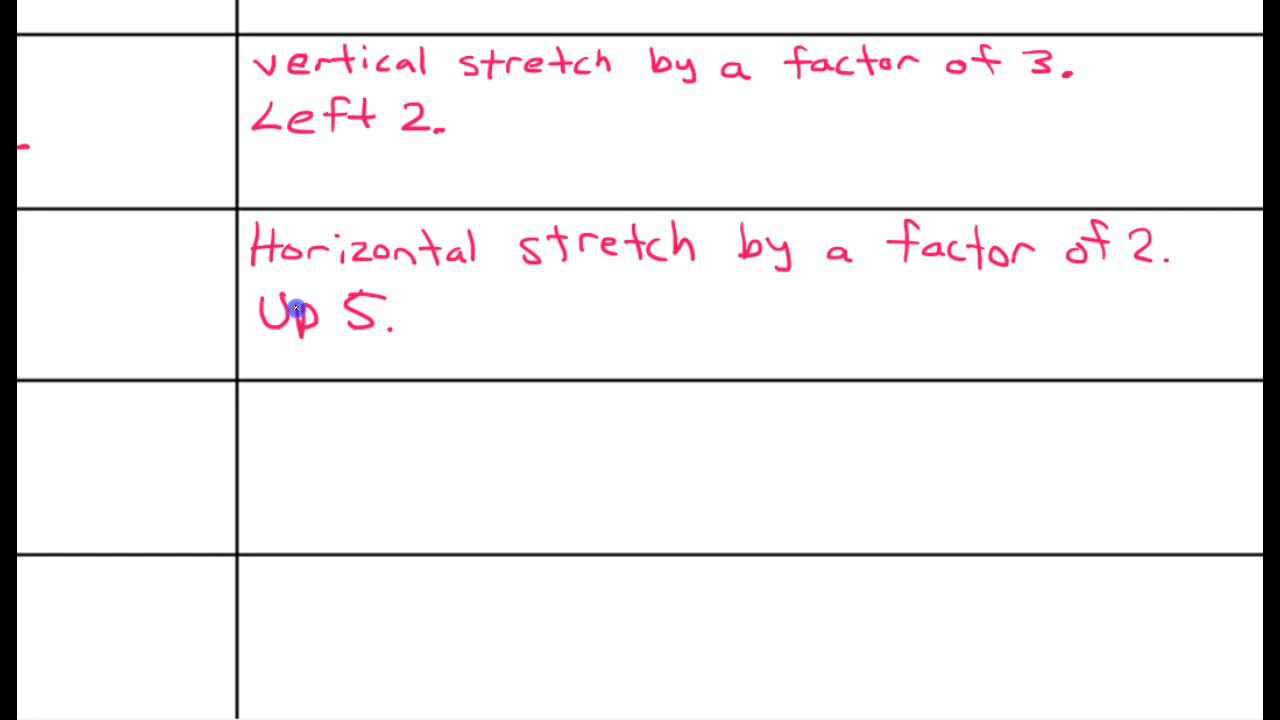 vertical stretch by a factor of 3.
Left 2.
Horizontal stretch by a factor of 2.
Up 5.